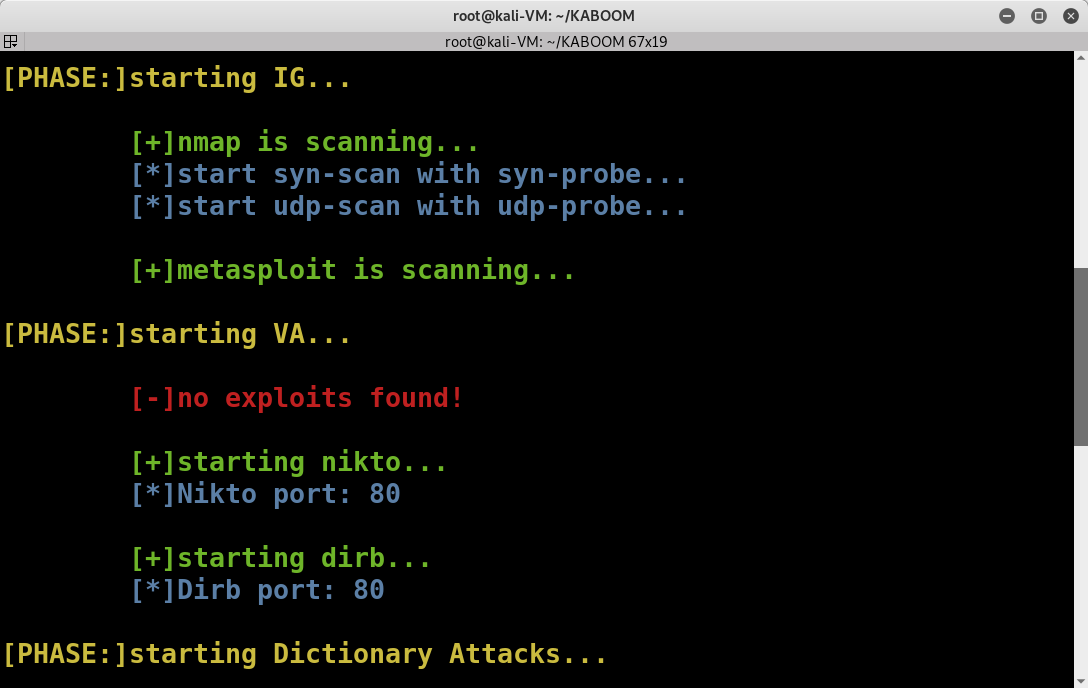 root@kali-VM: ~/KABOOM
root@kali-VM: ~/KABOOM 67x19
[PHASE:]starting IG...
[+]nmap is scanning...
[*]start syn-scan with syn-probe...
[*]start udp-scan with udp-probe...
[+]metasploit is scanning...
[PHASE:]starting VA...
[-]no exploits found!
[+]starting nikto...
[*]Nikto port: 80
[+]starting dirb...
[*]Dirb port: 80
[PHASE:]starting Dictionary Attacks...